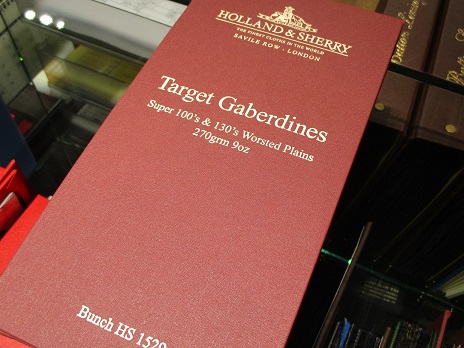 HOLLAND & SHERRY
THE FINEST CLOTHS IN THE WORLD
SAVILE ROW · LONDON
Target Gaberdines
Super 100's & 130's Worsted Plains
270grm 9oz
Bunch HS 1529